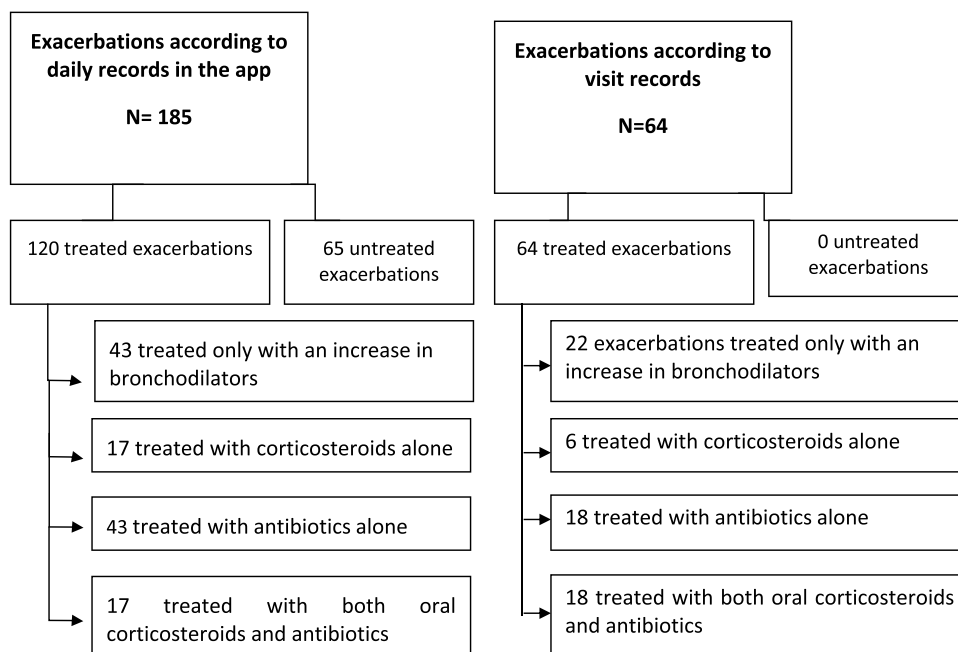 Exacerbations according to
daily records in the app
N= 185
120 treated exacerbations
65 untreated
exacerbations
43 treated only with an increase in
bronchodilators
17 treated with corticosteroids alone
43 treated with antibiotics alone
17 treated with both oral
corticosteroids and antibiotics
Exacerbations according to
visit records
N=64
64 treated exacerbations
0 untreated
exacerbations
22 exacerbations treated only with an
increase in bronchodilators
6 treated with corticosteroids alone
18 treated with antibiotics alone
18 treated with both oral corticosteroids
and antibiotics